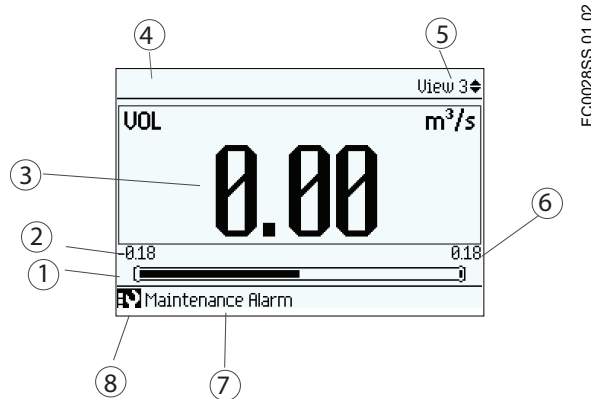 ④ ⑤
View 3
VOL m³/s
③ 0.00
② ⑥
-0.18 0.18
①
Maintenance Alarm
⑧ ⑦
FC0028SS.01.02